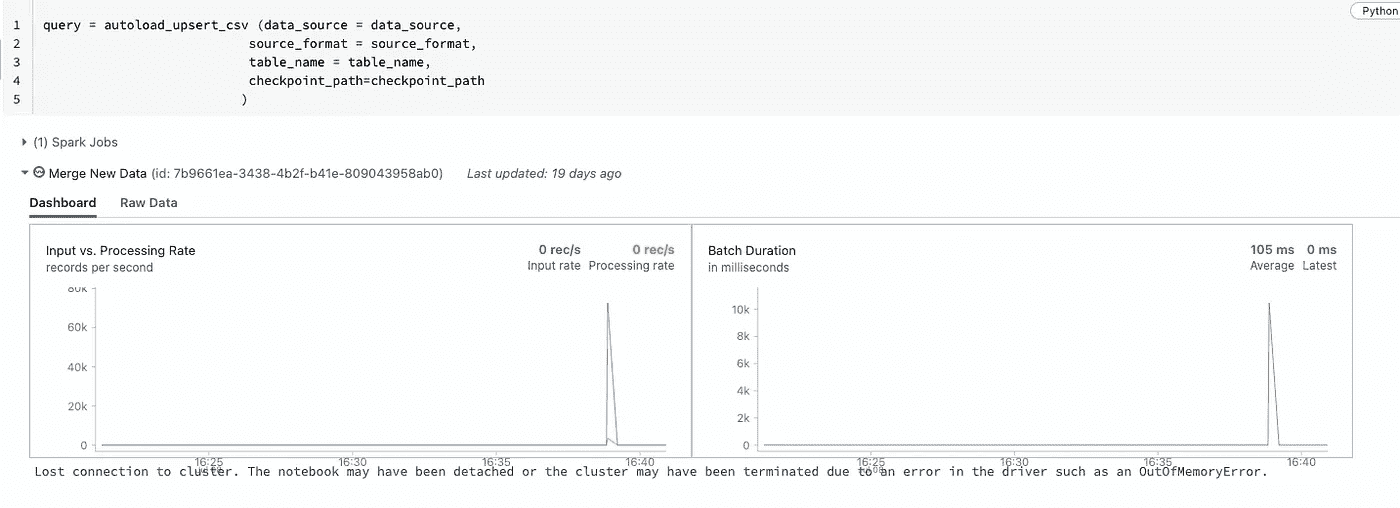 Python
1 query = autoload_upsert_csv (data_source = data_source,
2 source_format = source_format,
3 table_name = table_name,
4 checkpoint_path=checkpoint_path
5 )
(1) Spark Jobs
Merge New Data (id: 7b9661ea-3438-4b2f-b41e-809043958ab0) Last updated: 19 days ago
Dashboard Raw Data
Input vs. Processing Rate
records per second
0 rec/s 0 rec/s
Input rate Processing rate
80k
60k
40k
20k
0
16:25 16:30 16:35 16:40
Batch Duration
in milliseconds
105 ms 0 ms
Average Latest
10k
8k
6k
4k
2k
0
16:25 16:30 16:35 16:40
Lost connection to cluster. The notebook may have been detached or the cluster may have been terminated due to an error in the driver such as an OutOfMemoryError.